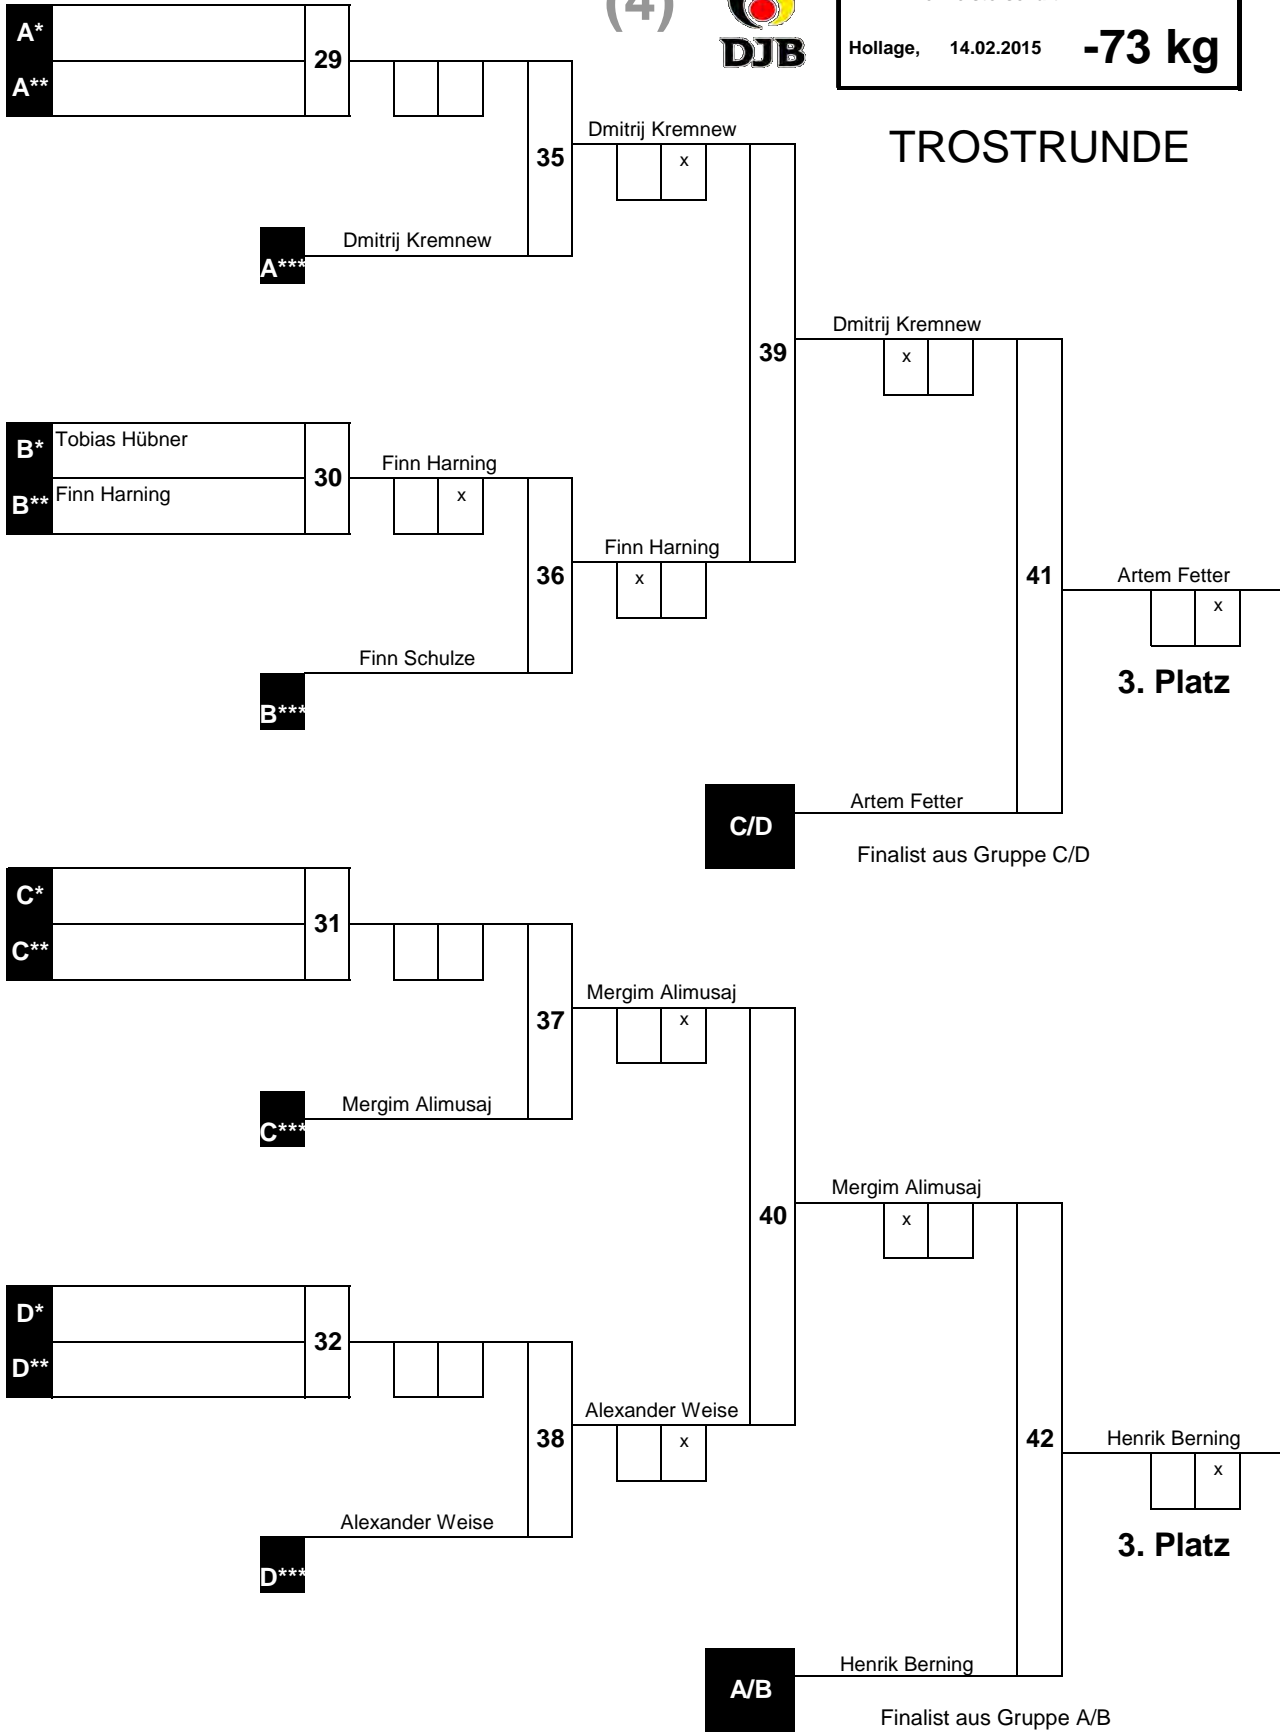 (4)
DJB
Hollage, 14.02.2015 -73 kg
TROSTRUNDE
A*
A**
29
35
Dmitrij Kremnew
x
A***
Dmitrij Kremnew
39
Dmitrij Kremnew
x
B* Tobias Hübner
B** Finn Harning
30
Finn Harning
x
36
Finn Harning
x
Finn Schulze
B***
41
Artem Fetter
x
3. Platz
C/D
Artem Fetter
Finalist aus Gruppe C/D
C*
C**
31
37
Mergim Alimusaj
x
Mergim Alimusaj
C***
40
Mergim Alimusaj
x
D*
D**
32
38
Alexander Weise
x
Alexander Weise
D***
42
Henrik Berning
x
3. Platz
A/B
Henrik Berning
Finalist aus Gruppe A/B